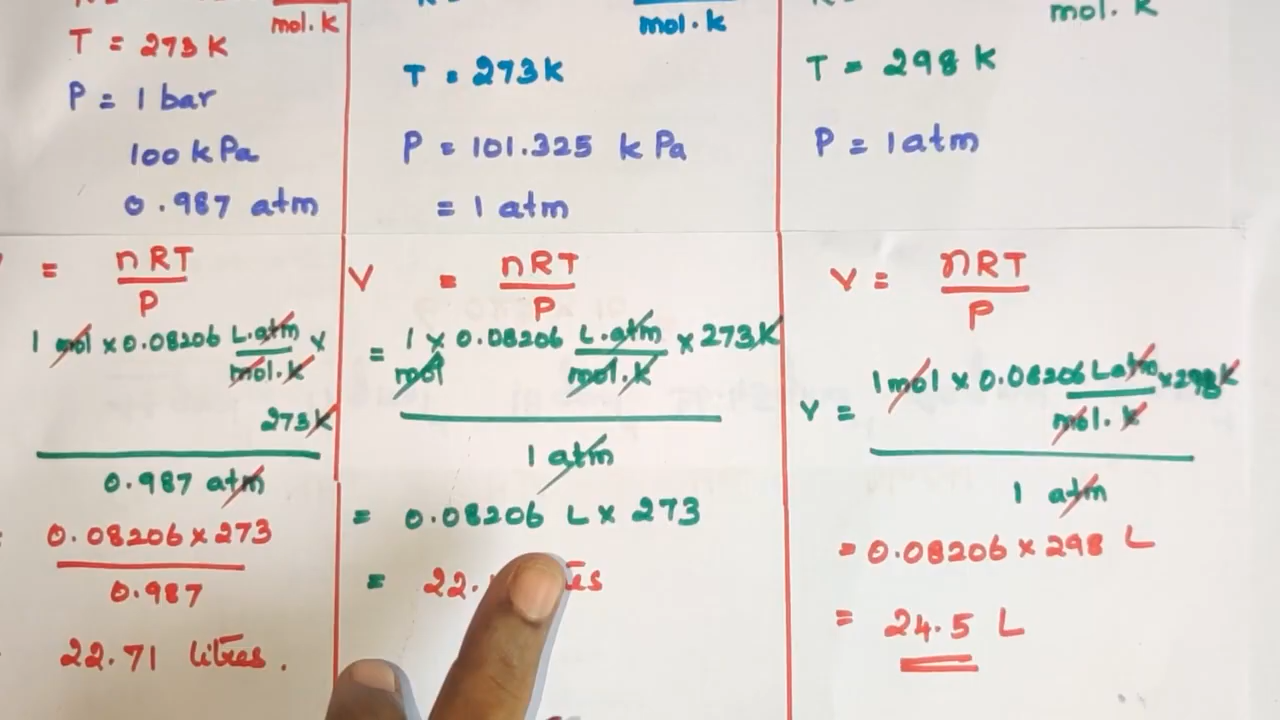 mol.k
T = 273K
P = 1 bar
100 kPa
0.987 atm
= nRT
P
1 mol x 0.08206 L.atm x
mol.k
273K
0.987 atm
0.08206 x 273
0.987
22.71 litres.
mol.k
T = 273K
P = 101.325 kPa
= 1 atm
V = nRT
P
= 1 x 0.08206 L.atm x 273K
mol mol.k
1 atm
= 0.08206 L x 273
= 22.
mol.k
T = 298 K
P = 1atm
V = nRT
P
V = 1mol x 0.08206 Latm x 298K
mol.k
1 atm
= 0.08206 x 298 L
= 24.5 L